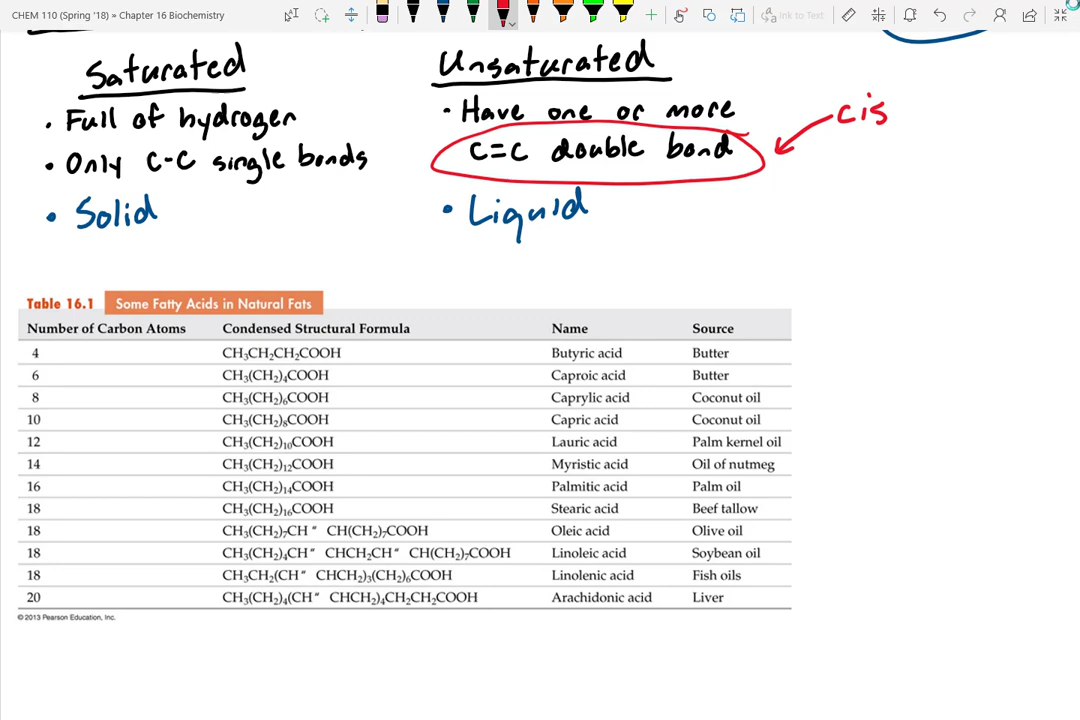 CHEM 110 (Spring '18) » Chapter 16 Biochemistry
Ink to Text
Saturated
• Full of hydrogen
• Only C-C single bonds
• Solid
Unsaturated
• Have one or more
C=C double bond
cis
• Liquid
Table 16.1 Some Fatty Acids in Natural Fats
Number of Carbon Atoms Condensed Structural Formula Name Source
4 CH₃CH₂CH₂COOH Butyric acid Butter
6 CH₃(CH₂)₄COOH Caproic acid Butter
8 CH₃(CH₂)₆COOH Caprylic acid Coconut oil
10 CH₃(CH₂)₈COOH Capric acid Coconut oil
12 CH₃(CH₂)₁₀COOH Lauric acid Palm kernel oil
14 CH₃(CH₂)₁₂COOH Myristic acid Oil of nutmeg
16 CH₃(CH₂)₁₄COOH Palmitic acid Palm oil
18 CH₃(CH₂)₁₆COOH Stearic acid Beef tallow
18 CH₃(CH₂)₇CH " CH(CH₂)₇COOH Oleic acid Olive oil
18 CH₃(CH₂)₄CH " CHCH₂CH " CH(CH₂)₇COOH Linoleic acid Soybean oil
18 CH₃CH₂(CH " CHCH₂)₃(CH₂)₆COOH Linolenic acid Fish oils
20 CH₃(CH₂)₄(CH " CHCH₂)₄CH₂CH₂COOH Arachidonic acid Liver
© 2013 Pearson Education, Inc.